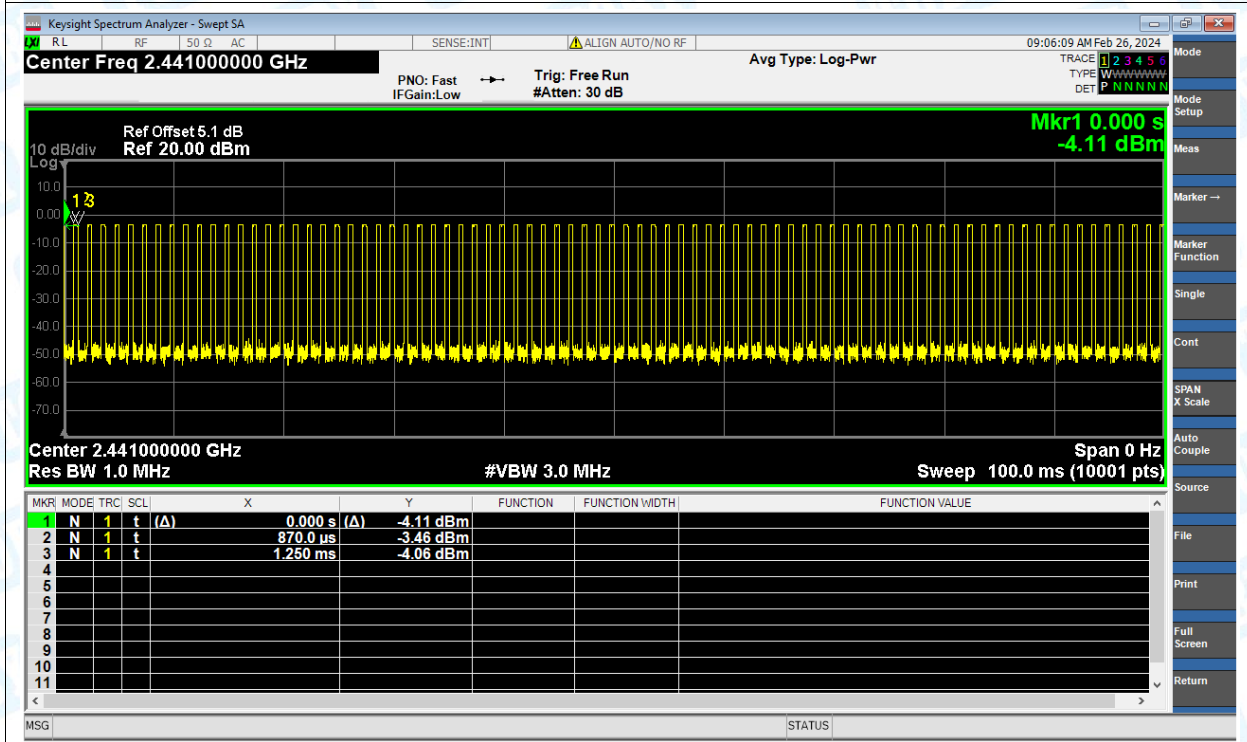 Keysight Spectrum Analyzer - Swept SA
LXI RL RF 50 Ω AC SENSE:INT ALIGN AUTO/NO RF 09:06:09 AM Feb 26, 2024
Center Freq 2.441000000 GHz
PNO: Fast
IFGain:Low
Trig: Free Run
#Atten: 30 dB
Avg Type: Log-Pwr
TRACE 1 2 3 4 5 6
TYPE WWWWWW
DET P N N N N N
Ref Offset 5.1 dB
10 dB/div Ref 20.00 dBm
Log
Mkr1 0.000 s
-4.11 dBm
10.0
0.00
-10.0
-20.0
-30.0
-40.0
-50.0
-60.0
-70.0
1 3
Center 2.441000000 GHz Span 0 Hz
Res BW 1.0 MHz #VBW 3.0 MHz Sweep 100.0 ms (10001 pts)
MKR MODE TRC SCL X Y FUNCTION FUNCTION WIDTH FUNCTION VALUE
1 N 1 t (Δ) 0.000 s (Δ) -4.11 dBm
2 N 1 t 870.0 µs -3.46 dBm
3 N 1 t 1.250 ms -4.06 dBm
4
5
6
7
8
9
10
11
MSG STATUS
Mode
Mode
Setup
Meas
Marker →
Marker
Function
Single
Cont
SPAN
X Scale
Auto
Couple
Source
File
Print
Full
Screen
Return